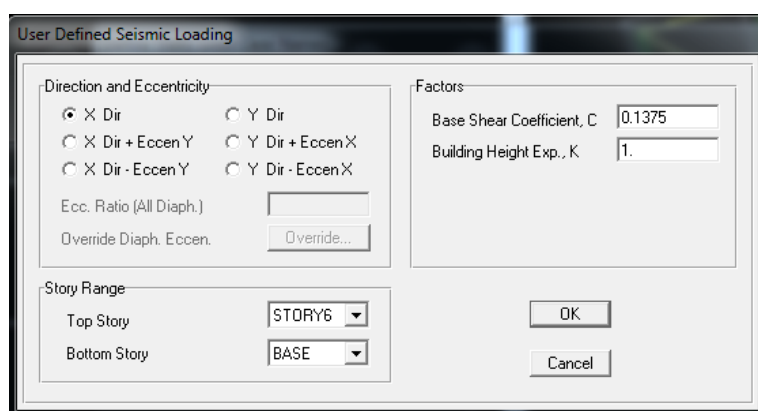 User Defined Seismic Loading
Direction and Eccentricity
X Dir
Y Dir
X Dir + Eccen Y
Y Dir + Eccen X
X Dir - Eccen Y
Y Dir - Eccen X
Ecc. Ratio (All Diaph.)
Override Diaph. Eccen.
Override...
Factors
Base Shear Coefficient, C
0.1375
Building Height Exp., K
1.
Story Range
Top Story
STORY6
Bottom Story
BASE
OK
Cancel